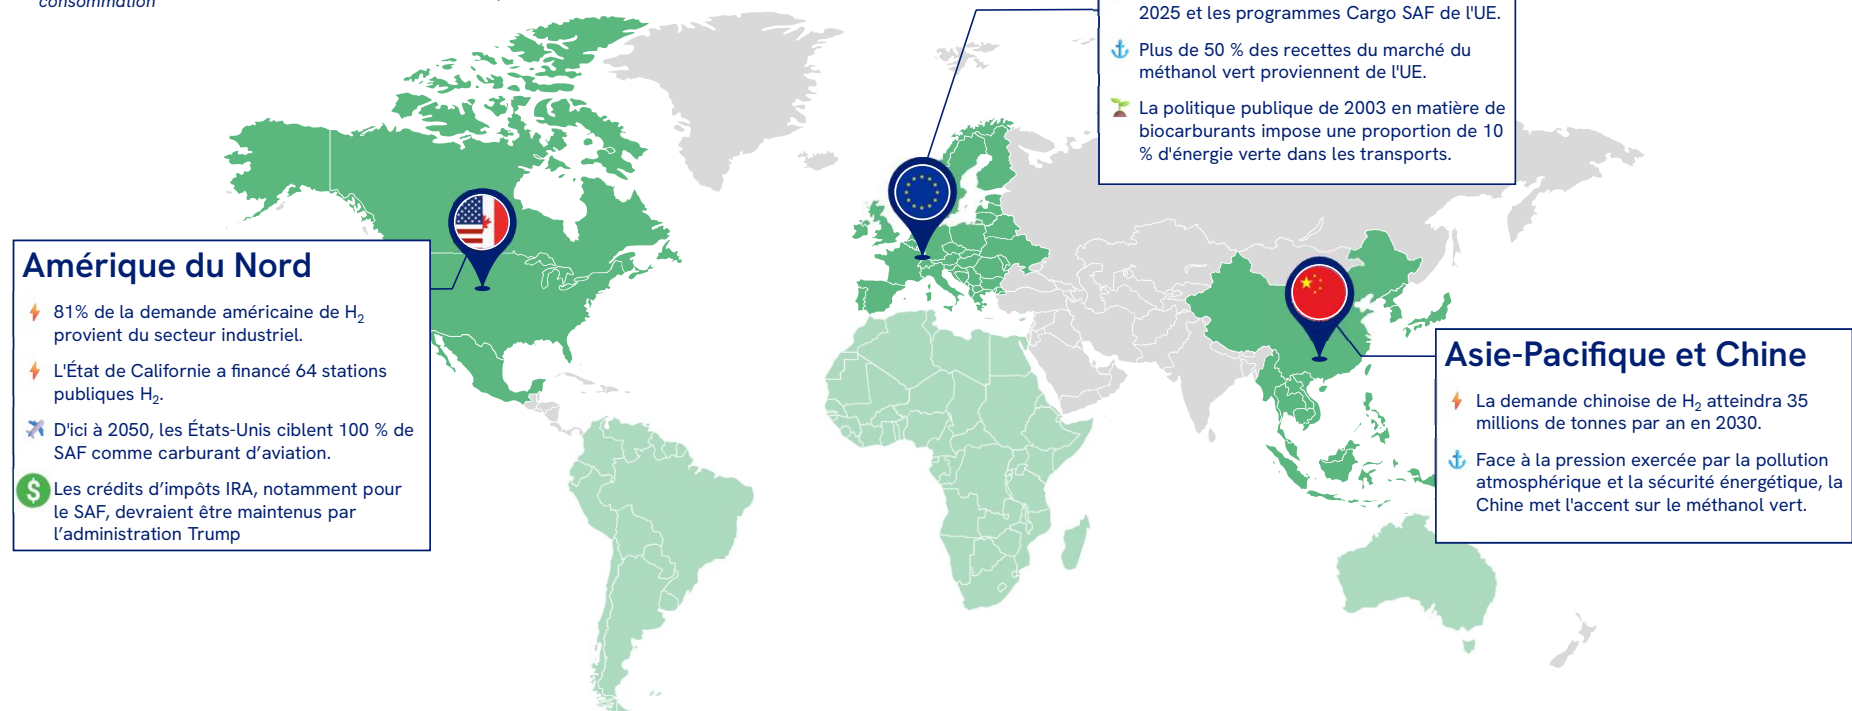 consommation
2025 et les programmes Cargo SAF de l'UE.
Plus de 50 % des recettes du marché du
méthanol vert proviennent de l'UE.
La politique publique de 2003 en matière de
biocarburants impose une proportion de 10
% d'énergie verte dans les transports.
Amérique du Nord
81% de la demande américaine de H₂
provient du secteur industriel.
L'État de Californie a financé 64 stations
publiques H₂.
D'ici à 2050, les États-Unis ciblent 100 % de
SAF comme carburant d’aviation.
$ Les crédits d’impôts IRA, notamment pour
le SAF, devraient être maintenus par
l’administration Trump
Asie-Pacifique et Chine
La demande chinoise de H₂ atteindra 35
millions de tonnes par an en 2030.
Face à la pression exercée par la pollution
atmosphérique et la sécurité énergétique, la
Chine met l'accent sur le méthanol vert.